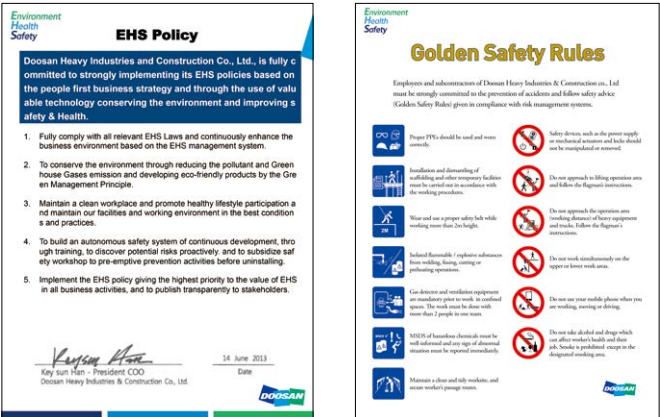 Environment
Health
Safety
EHS Policy
Doosan Heavy Industries and Construction Co., Ltd., is fully c
ommitted to strongly implementing its EHS policies based on
the people first business strategy and through the use of valu
able technology conserving the environment and improving s
afety & Health.
1. Fully comply with all relevant EHS Laws and continuously enhance the
business environment based on the EHS management system.
2. To conserve the environment through reducing the pollutant and Green
house Gases emission and developing eco-friendly products by the Gre
en Management Principle.
3. Maintain a clean workplace and promote healthy lifestyle participation a
nd maintain our facilities and working environment in the best condition
s and practices.
4. To build an autonomous safety system of continuous development, thro
ugh training, to discover potential risks proactively, and to subsidize saf
ety workshop to pre-emptive prevention activities before uninstalling.
5. Implement the EHS policy giving the highest priority to the value of EHS
in all business activities, and to publish transparently to stakeholders.
Key sun Han - President COO
Doosan Heavy Industries & Construction Co., Ltd.
14 June 2013
Date
DOOSAN
Environment
Health
Safety
Golden Safety Rules
Employees and subcontractors of Doosan Heavy Industries & Construction co., Ltd
must be strongly committed to the prevention of accidents and follow safety advice
(Golden Safety Rules) given in compliance with risk management systems.
Proper PPEs should be used and worn
correctly.
Installation and dismantling of
scaffolding and other temporary facilities
must be carried out in accordance with
the working procedures.
2M
Wear and use a proper safety belt while
working more than 2m height.
Isolated flammable / explosive substances
from welding, fusing, cutting or
preheating operations.
Gas detector and ventilation equipment
are mandatory prior to work in confined
spaces. The work must be done with
more than 2 people in one team.
MSDS of hazardous chemicals must be
well-informed and any sign of abnormal
situation must be reported immediately.
Maintain a clean and tidy worksite, and
secure worker's passage routes.
Safety devices, such as the power supply
or mechanical actuators and locks should
not be manipulated or removed.
Do not approach to lifting operation area
and follow the flagman's instructions.
Do not approach the operation area
(working distance) of heavy equipment
and trucks. Follow the flagman's
instructions.
Do not work simultaneously on the
upper or lower work areas.
Do not use your mobile phone when you
are working, moving or driving.
Do not take alcohol and drugs which
can affect worker's health and their
job. Smoke is prohibited except in the
designated smoking area.
DOOSAN